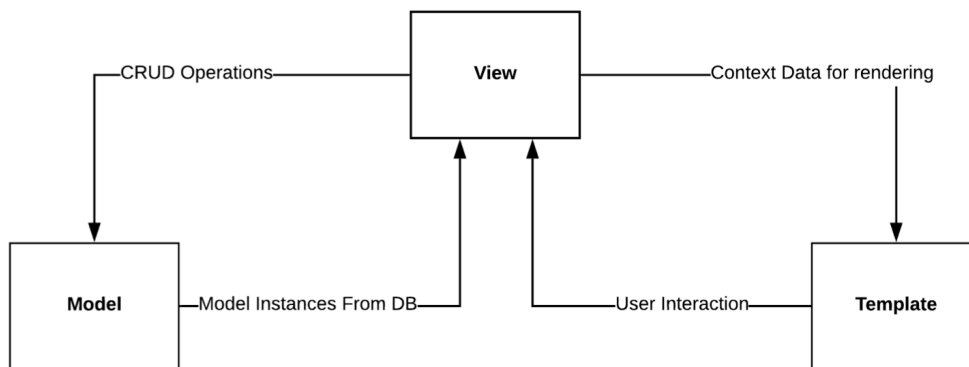 View
CRUD Operations
Context Data for rendering
Model
Model Instances From DB
User Interaction
Template